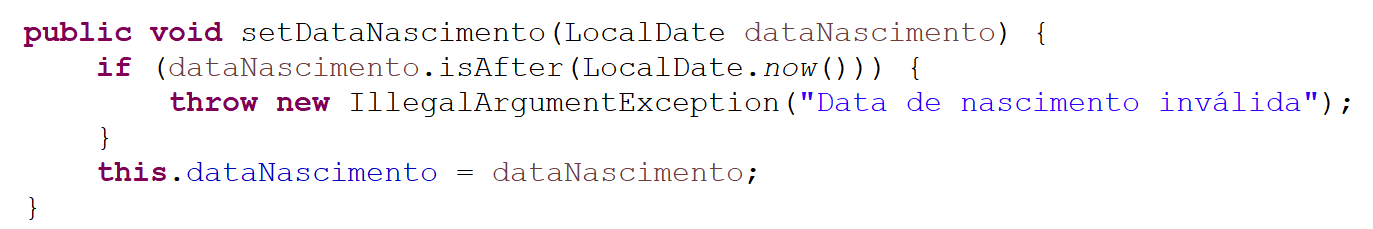 public void setDataNascimento(LocalDate dataNascimento) {
if (dataNascimento.isAfter(LocalDate.now())) {
throw new IllegalArgumentException("Data de nascimento inválida");
}
this.dataNascimento = dataNascimento;
}